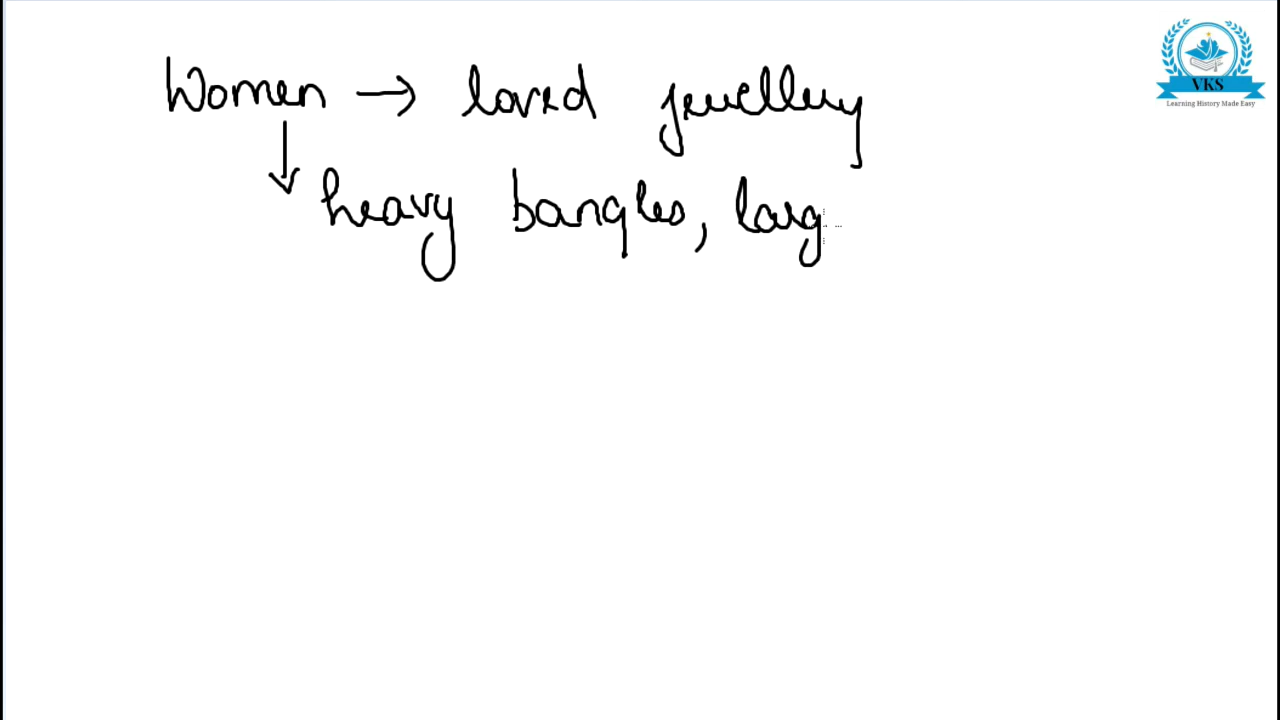 Women → loved jewellery
↓ heavy bangles, larg
VKS
Learning History Made Easy